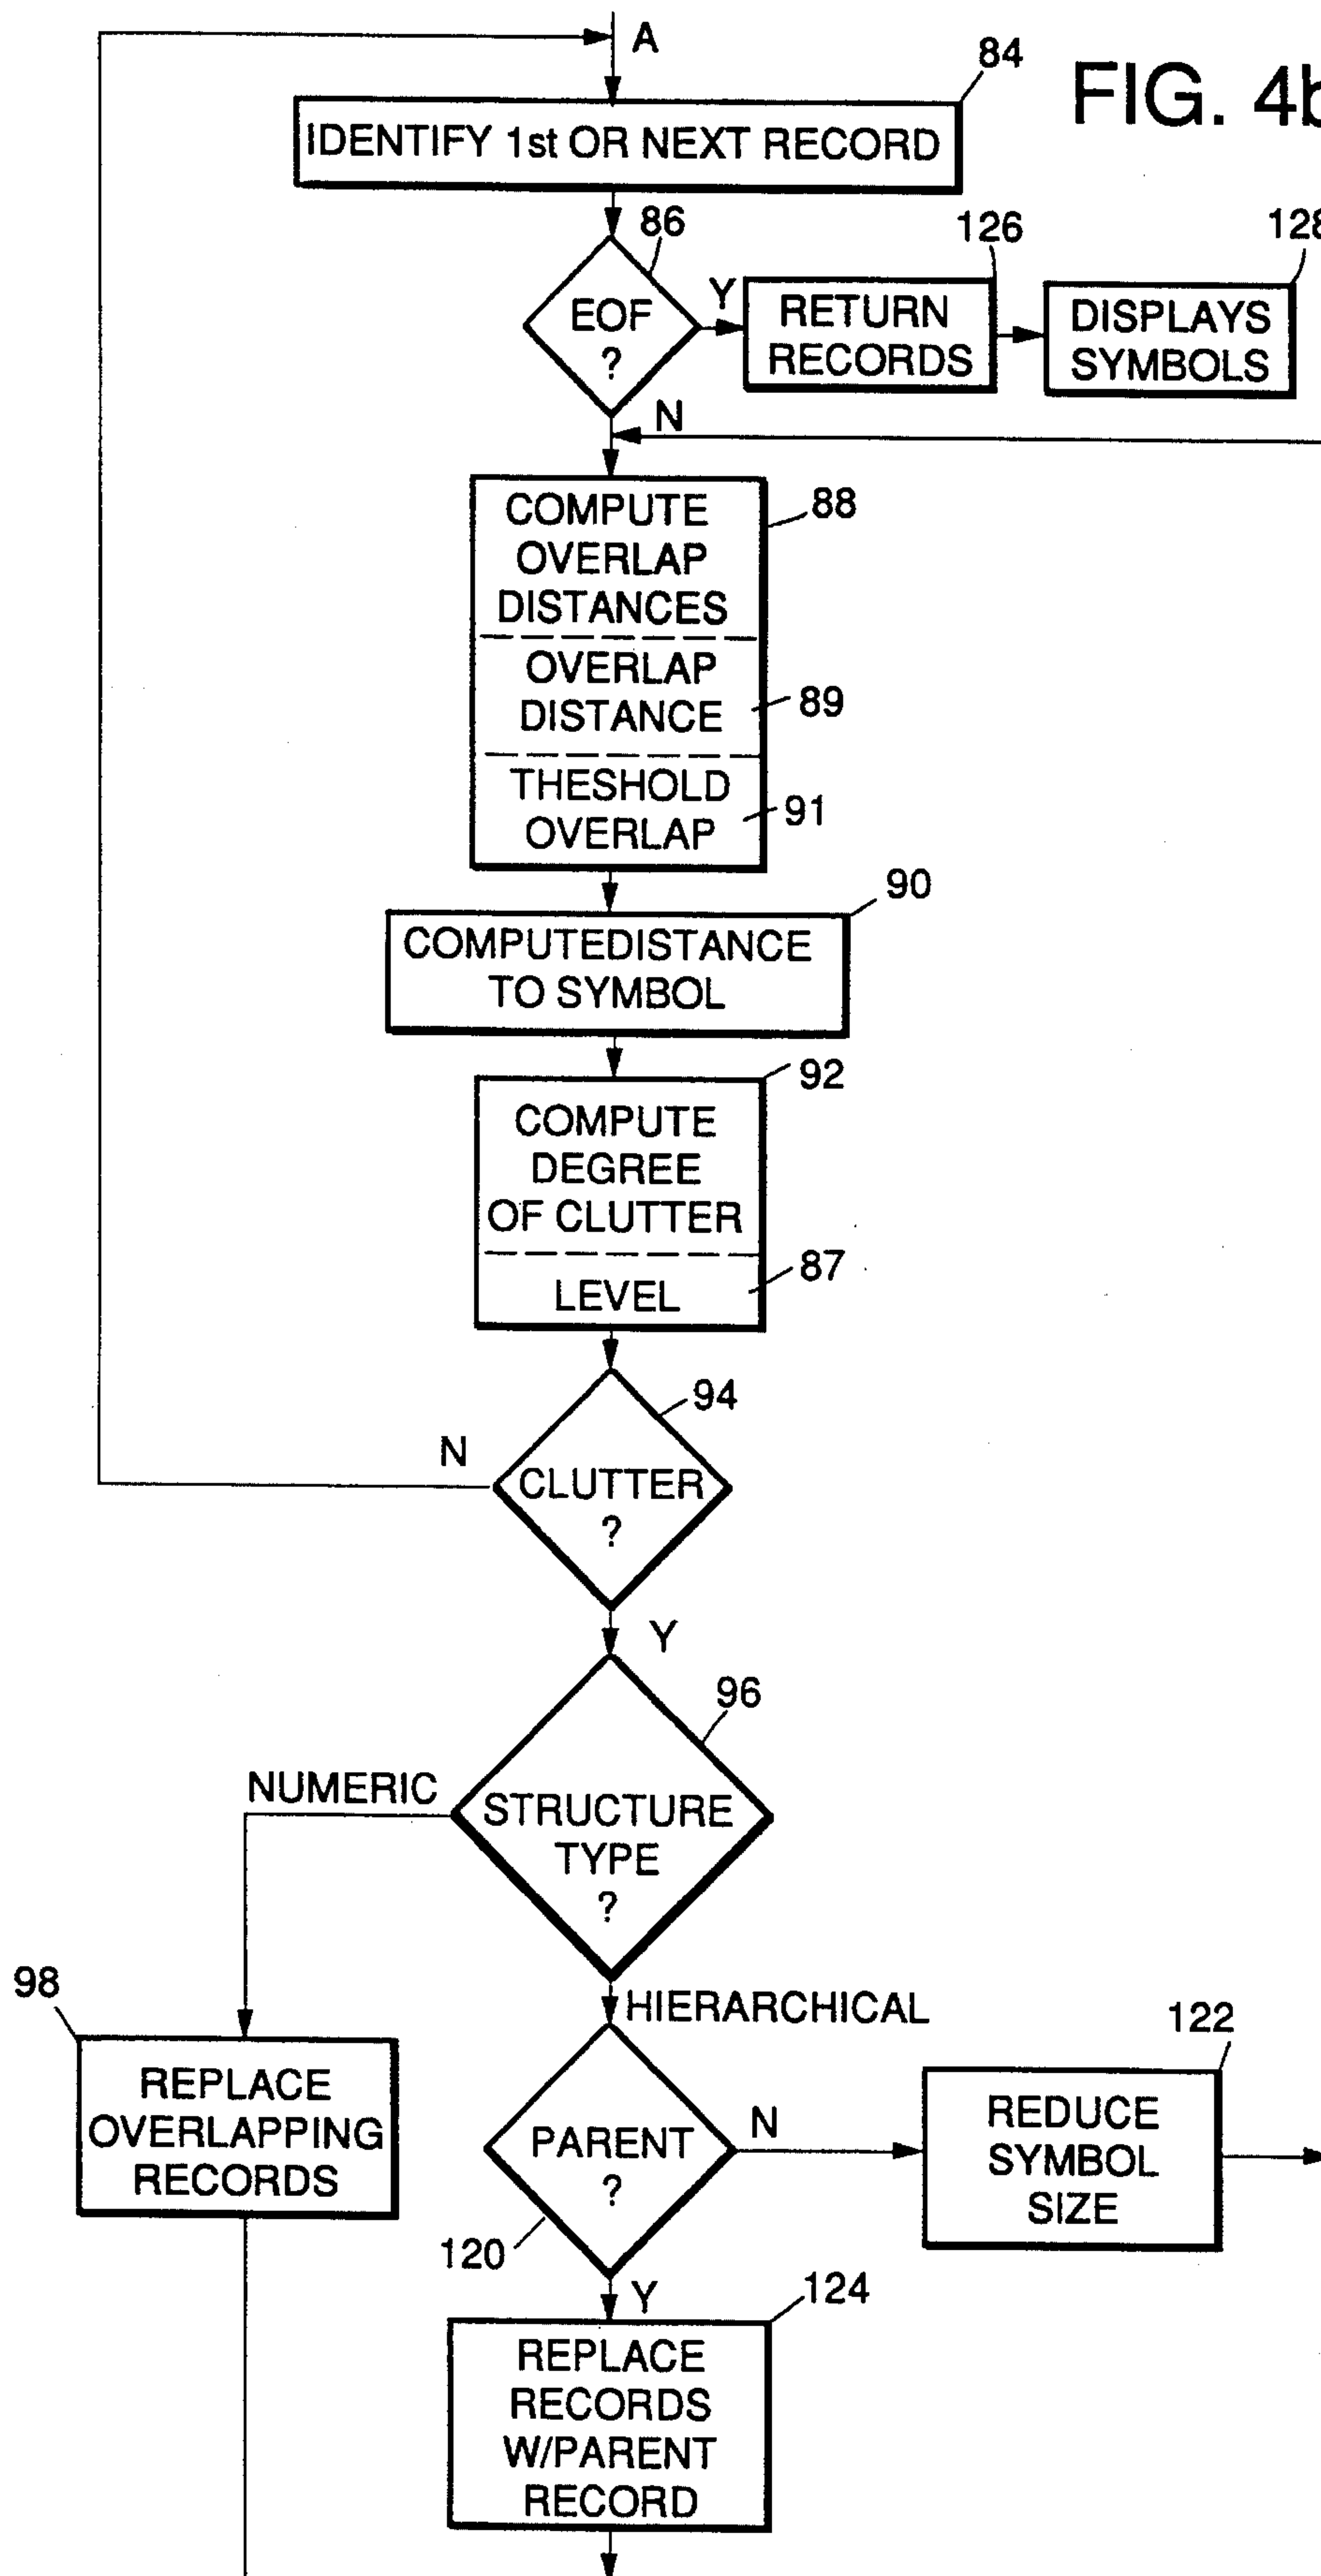 A
84
FIG. 4b
IDENTIFY 1st OR NEXT RECORD
86
126
128
EOF
?
Y
RETURN
RECORDS
DISPLAYS
SYMBOLS
N
COMPUTE
OVERLAP
DISTANCES
88
OVERLAP
DISTANCE
89
THESHOLD
OVERLAP
91
90
COMPUTEDISTANCE
TO SYMBOL
92
COMPUTE
DEGREE
OF CLUTTER
87
LEVEL
94
N
CLUTTER
?
Y
96
NUMERIC
STRUCTURE
TYPE
?
98
HIERARCHICAL
122
REPLACE
OVERLAPPING
RECORDS
PARENT
?
N
REDUCE
SYMBOL
SIZE
120
Y
124
REPLACE
RECORDS
W/PARENT
RECORD